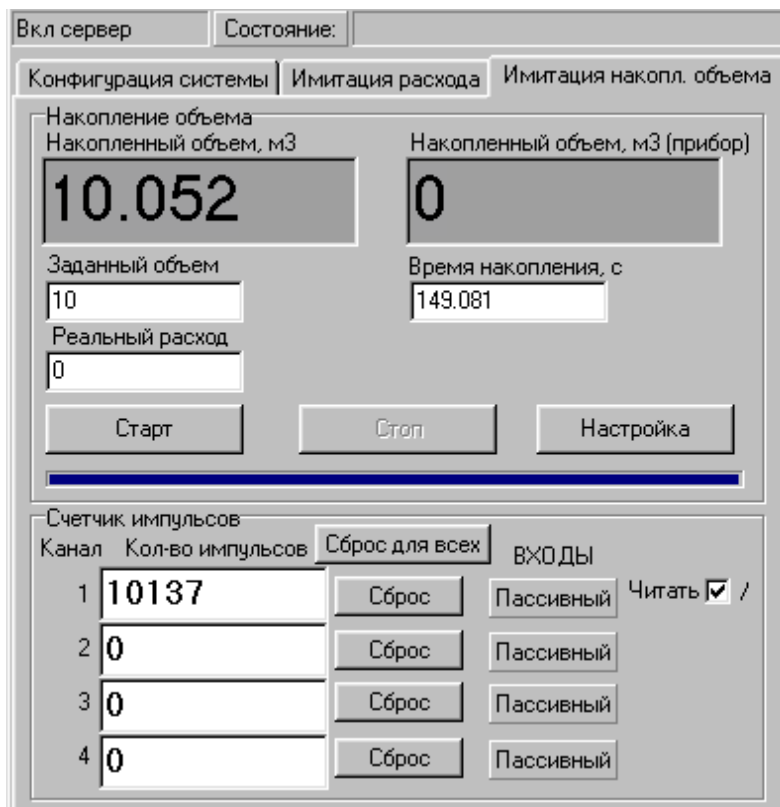 Вкл сервер Состояние:
Конфигурация системы Имитация расхода Имитация накопл. объема
Накопление объема
Накопленный объем, м3 Накопленный объем, м3 (прибор)
10.052 0
Заданный объем Время накопления, с
10 149.081
Реальный расход
0
Старт Стоп Настройка
Счетчик импульсов
Канал Кол-во импульсов Сброс для всех ВХОДЫ
1 10137 Сброс Пассивный Читать /
2 0 Сброс Пассивный
3 0 Сброс Пассивный
4 0 Сброс Пассивный